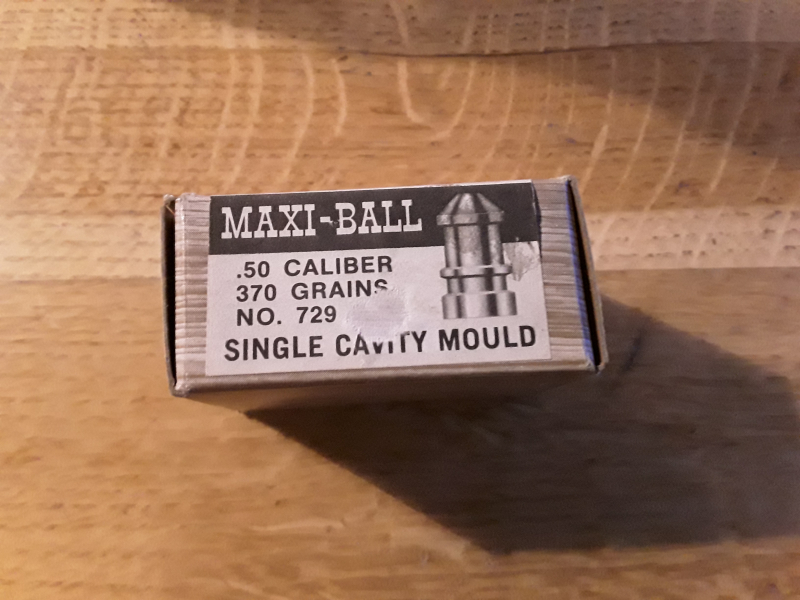 MAXI-BALL
.50 CALIBER
370 GRAINS
NO. 729
SINGLE CAVITY MOULD